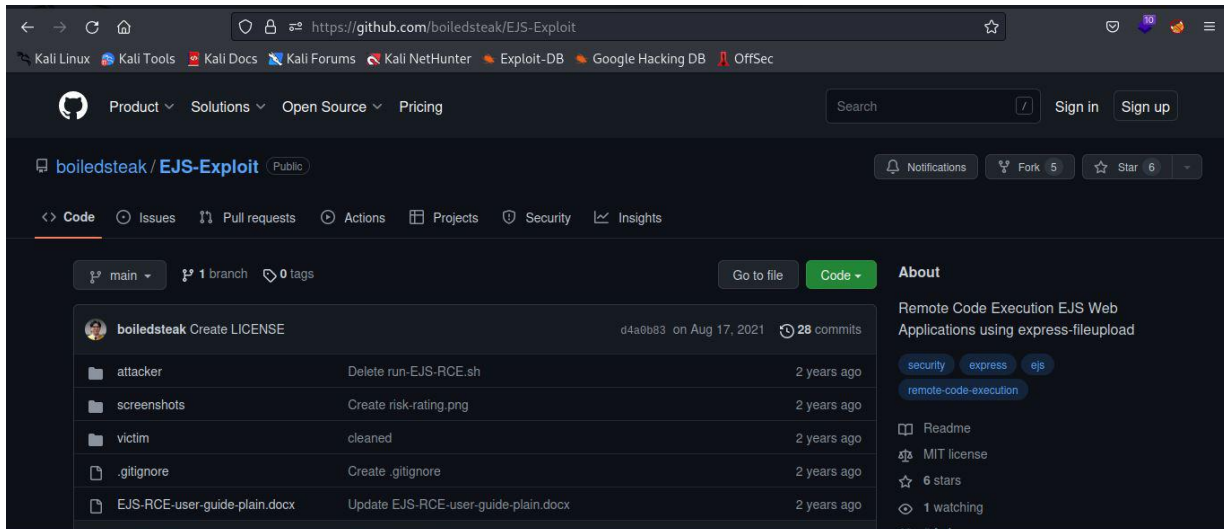 https://github.com/boiledsteak/EJS-Exploit
10
Kali Linux Kali Tools Kali Docs Kali Forums Kali NetHunter Exploit-DB Google Hacking DB OffSec
Product Solutions Open Source Pricing Search / Sign in Sign up
boiledsteak / EJS-Exploit Public Notifications Fork 5 Star 6
Code Issues Pull requests Actions Projects Security Insights
main 1 branch 0 tags Go to file Code
About
boiledsteak Create LICENSE d4a0b83 on Aug 17, 2021 28 commits
Remote Code Execution EJS Web
Applications using express-fileupload
attacker Delete run-EJS-RCE.sh 2 years ago
security express ejs
remote-code-execution
screenshots Create risk-rating.png 2 years ago
victim cleaned 2 years ago
Readme
MIT license
.gitignore Create .gitignore 2 years ago
6 stars
EJS-RCE-user-guide-plain.docx Update EJS-RCE-user-guide-plain.docx 2 years ago
1 watching